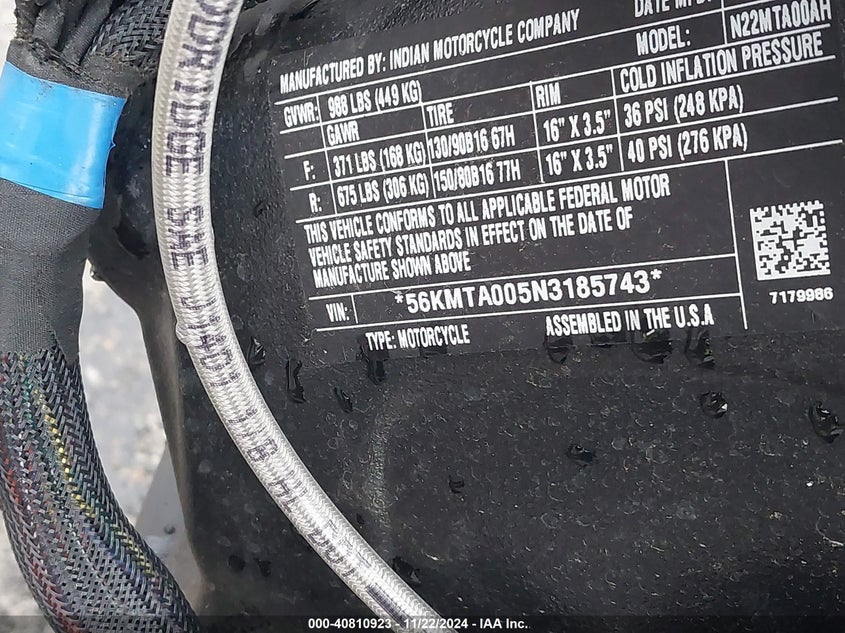 DATE MFD:
MANUFACTURED BY: INDIAN MOTORCYCLE COMPANY MODEL: N22MTA00AH
GVWR: 988 LBS (449 KG)
GAWR TIRE RIM COLD INFLATION PRESSURE
F: 371 LBS (168 KG) 130/90B16 67H 16" X 3.5" 36 PSI (248 KPA)
R: 675 LBS (306 KG) 150/80B16 77H 16" X 3.5" 40 PSI (276 KPA)
THIS VEHICLE CONFORMS TO ALL APPLICABLE FEDERAL MOTOR
VEHICLE SAFETY STANDARDS IN EFFECT ON THE DATE OF
MANUFACTURE SHOWN ABOVE
VIN: *56KMTA005N3185743*
7179986
TYPE: MOTORCYCLE ASSEMBLED IN THE U.S.A
SAE J1401 1/8
000-40810923 - 11/22/2024 - IAA Inc.